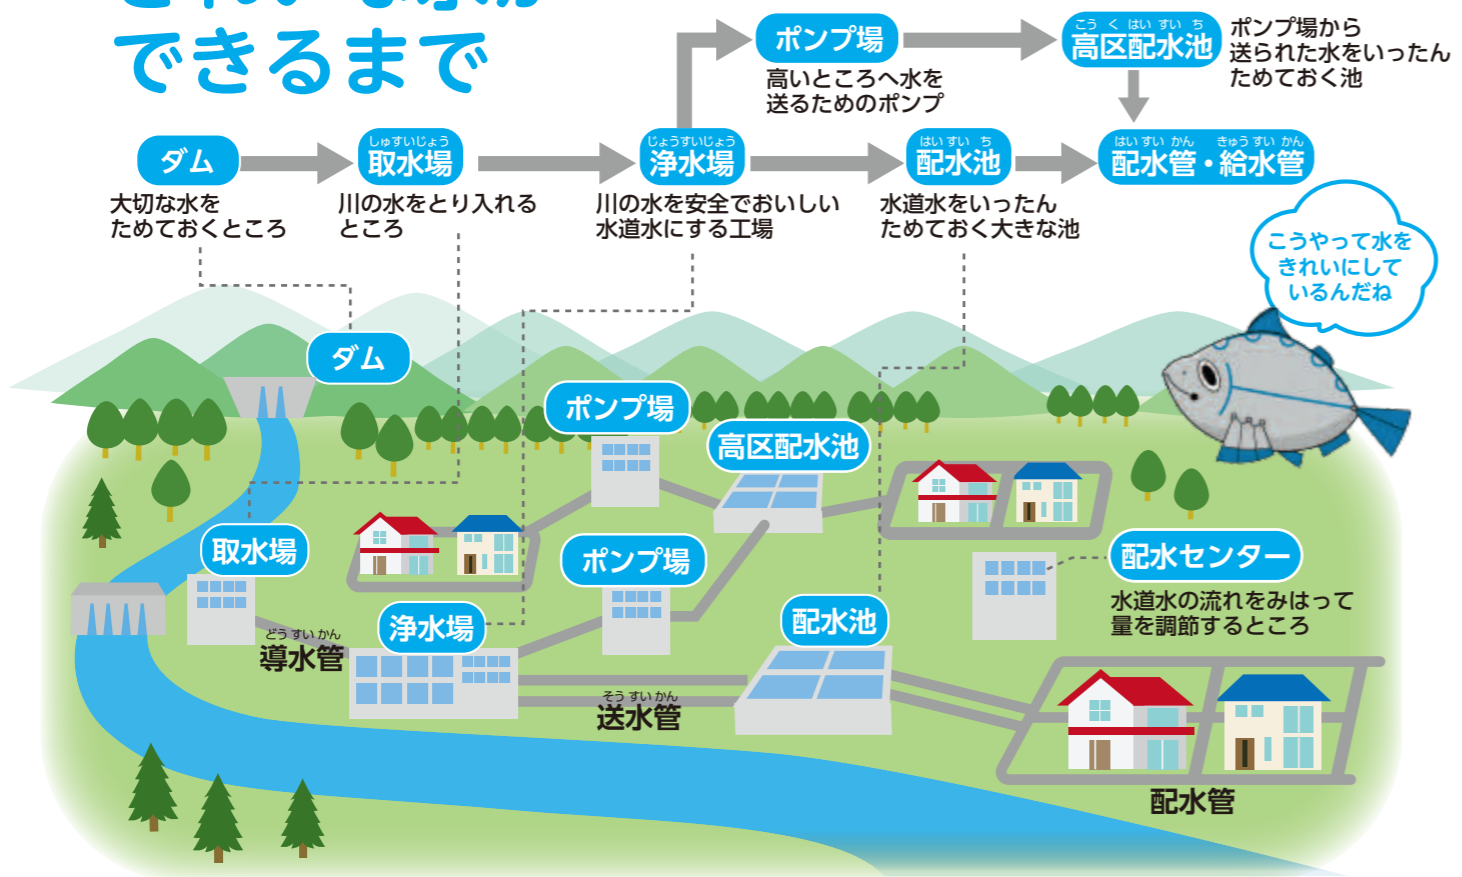 できるまで
ポンプ場
高いところへ水を
送るためのポンプ
こうくはいすいち
高区配水池
ポンプ場から
送られた水をいったん
ためておく池
ダム
大切な水を
ためておくところ
しゅすいじょう
取水場
川の水をとり入れる
ところ
じょうすいじょう
浄水場
川の水を安全でおいしい
水道水にする工場
はいすいち
配水池
水道水をいったん
ためておく大きな池
はいすいかん きゅうすいかん
配水管・給水管
こうやって水を
きれいにして
いるんだね
ダム
ポンプ場
高区配水池
取水場
ポンプ場
配水センター
水道水の流れをみはって
量を調節するところ
浄水場
配水池
どうすいかん
導水管
そうすいかん
送水管
配水管